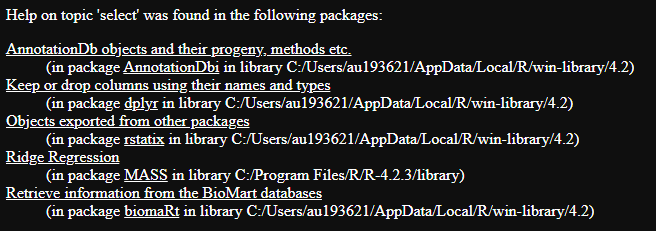 Help on topic 'select' was found in the following packages:
AnnotationDb objects and their progeny, methods etc.
(in package AnnotationDbi in library C:/Users/au193621/AppData/Local/R/win-library/4.2)
Keep or drop columns using their names and types
(in package dplyr in library C:/Users/au193621/AppData/Local/R/win-library/4.2)
Objects exported from other packages
(in package rstatix in library C:/Users/au193621/AppData/Local/R/win-library/4.2)
Ridge Regression
(in package MASS in library C:/Program Files/R/R-4.2.3/library)
Retrieve information from the BioMart databases
(in package biomaRt in library C:/Users/au193621/AppData/Local/R/win-library/4.2)